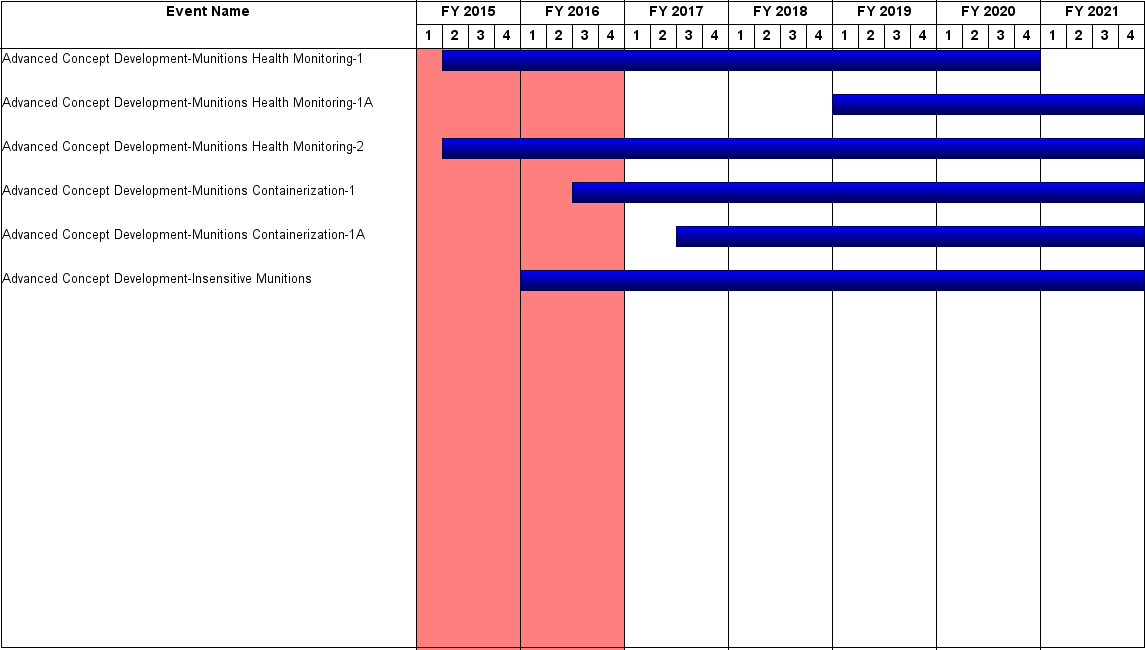 Event Name FY 2015 FY 2016 FY 2017 FY 2018 FY 2019 FY 2020 FY 2021
1 2 3 4 1 2 3 4 1 2 3 4 1 2 3 4 1 2 3 4 1 2 3 4 1 2 3 4
Advanced Concept Development-Munitions Health Monitoring-1
Advanced Concept Development-Munitions Health Monitoring-1A
Advanced Concept Development-Munitions Health Monitoring-2
Advanced Concept Development-Munitions Containerization-1
Advanced Concept Development-Munitions Containerization-1A
Advanced Concept Development-Insensitive Munitions